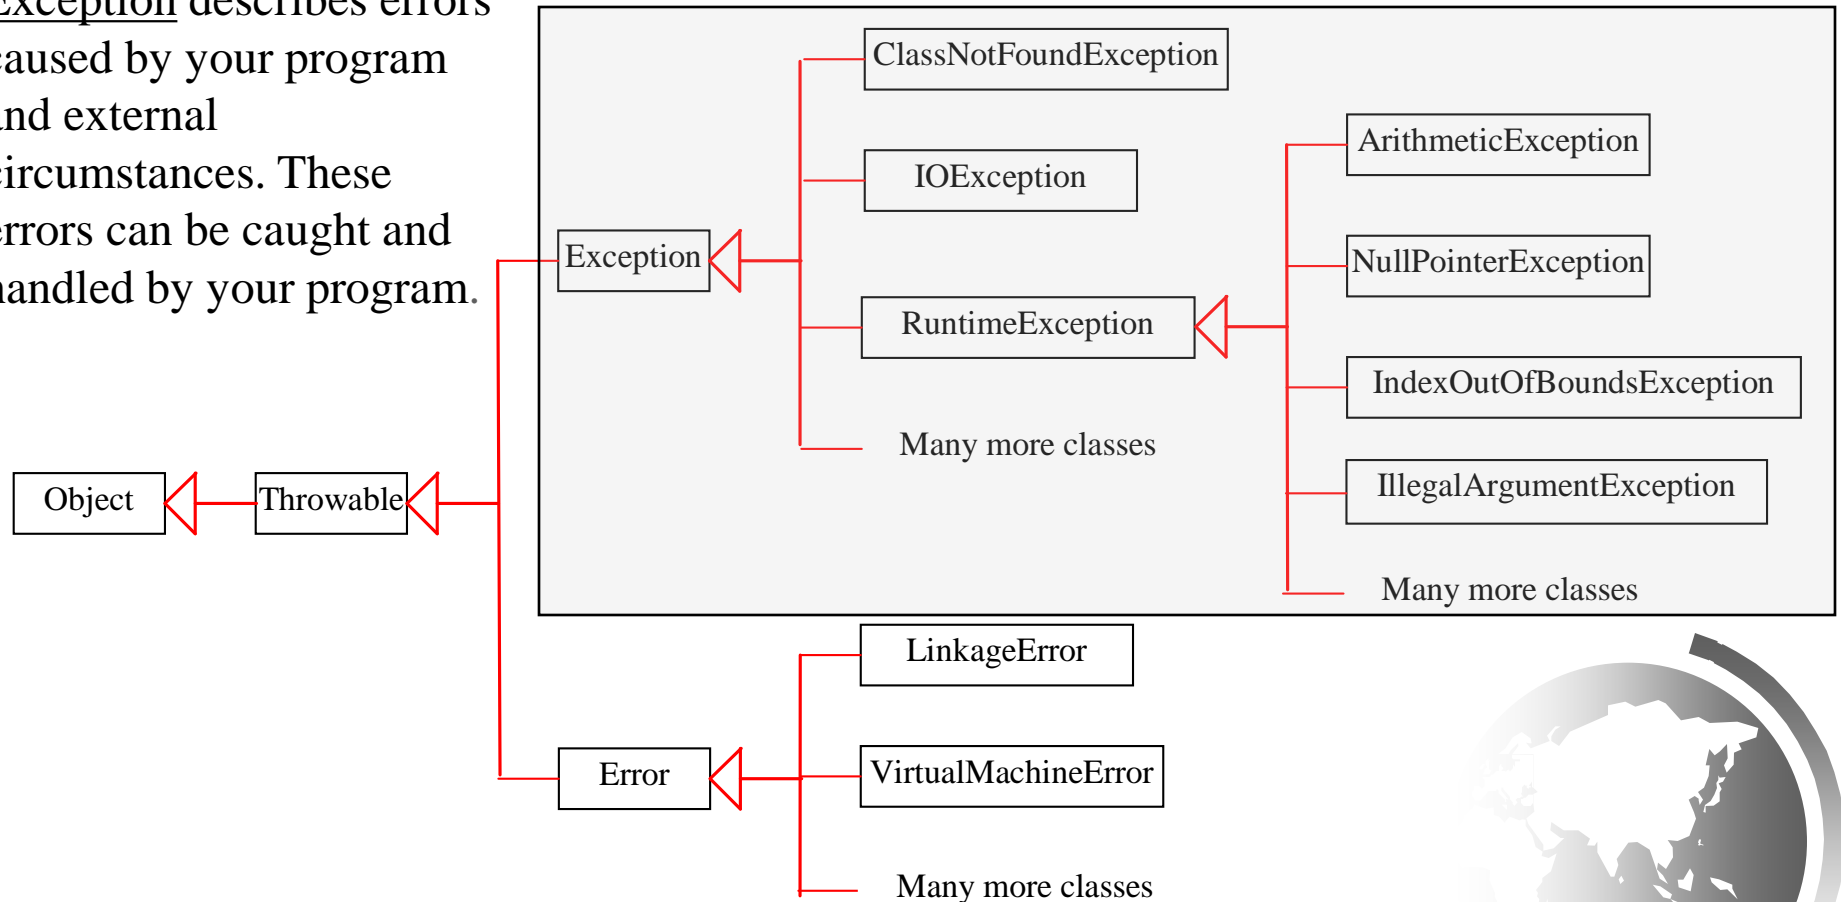 Exception describes errors
caused by your program
and external
circumstances. These
errors can be caught and
handled by your program.
ClassNotFoundException
ArithmeticException
IOException
Exception
NullPointerException
RuntimeException
IndexOutOfBoundsException
Many more classes
Object
Throwable
IllegalArgumentException
Many more classes
LinkageError
Error
VirtualMachineError
Many more classes